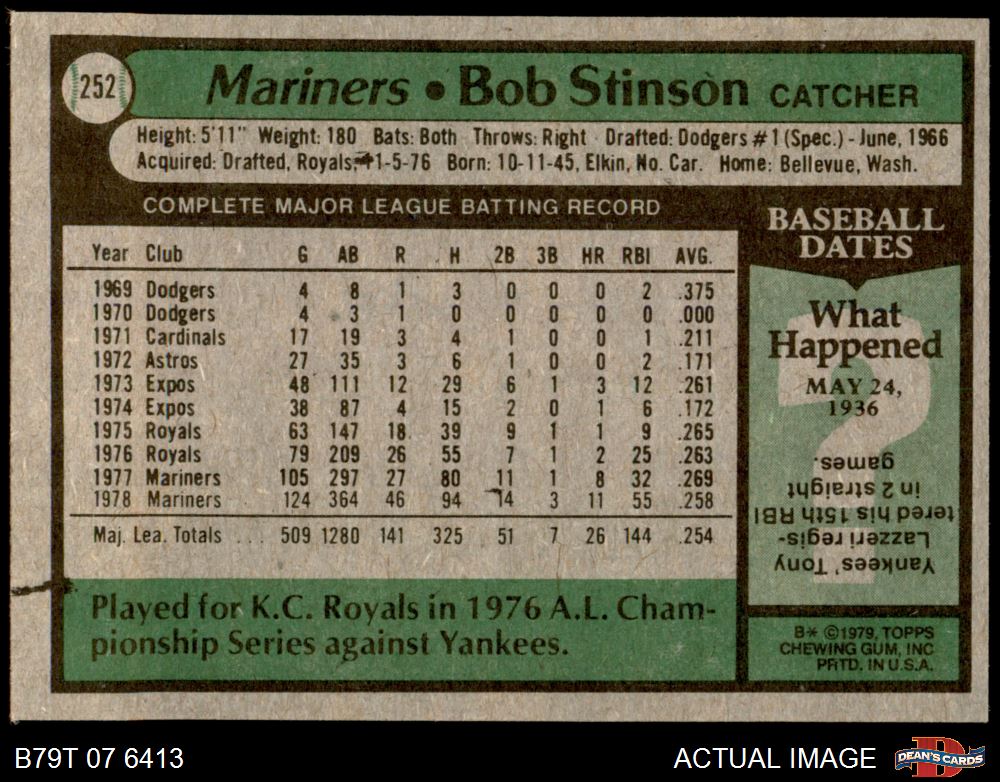 252
Mariners • Bob Stinson CATCHER
Height: 5'11" Weight: 180 Bats: Both Throws: Right Drafted: Dodgers #1 (Spec.) - June, 1966
Acquired: Drafted, Royals, 11-5-76 Born: 10-11-45, Elkin, No. Car. Home: Bellevue, Wash.
COMPLETE MAJOR LEAGUE BATTING RECORD
Year Club G AB R H 2B 3B HR RBI AVG.
1969 Dodgers 4 8 1 3 0 0 0 2 .375
1970 Dodgers 4 3 1 0 0 0 0 0 .000
1971 Cardinals 17 19 3 4 1 0 0 1 .211
1972 Astros 27 35 3 6 1 0 0 2 .171
1973 Expos 48 111 12 29 6 1 3 12 .261
1974 Expos 38 87 4 15 2 0 1 6 .172
1975 Royals 63 147 18 39 9 1 1 9 .265
1976 Royals 79 209 26 55 7 1 2 25 .263
1977 Mariners 105 297 27 80 11 1 8 32 .269
1978 Mariners 124 364 46 94 14 3 11 55 .258
Maj. Lea. Totals ... 509 1280 141 325 51 7 26 144 .254
Played for K.C. Royals in 1976 A.L. Cham-
pionship Series against Yankees.
BASEBALL
DATES
What
Happened
MAY 24,
1936
?
Yankees' Tony
Lazzeri regis-
tered his 15th RBI
in 2 straight
games.
B* ©1979, TOPPS
CHEWING GUM, INC
PRTD. IN U.S.A.
B79T 07 6413
ACTUAL IMAGE
D
DEAN'S CARDS